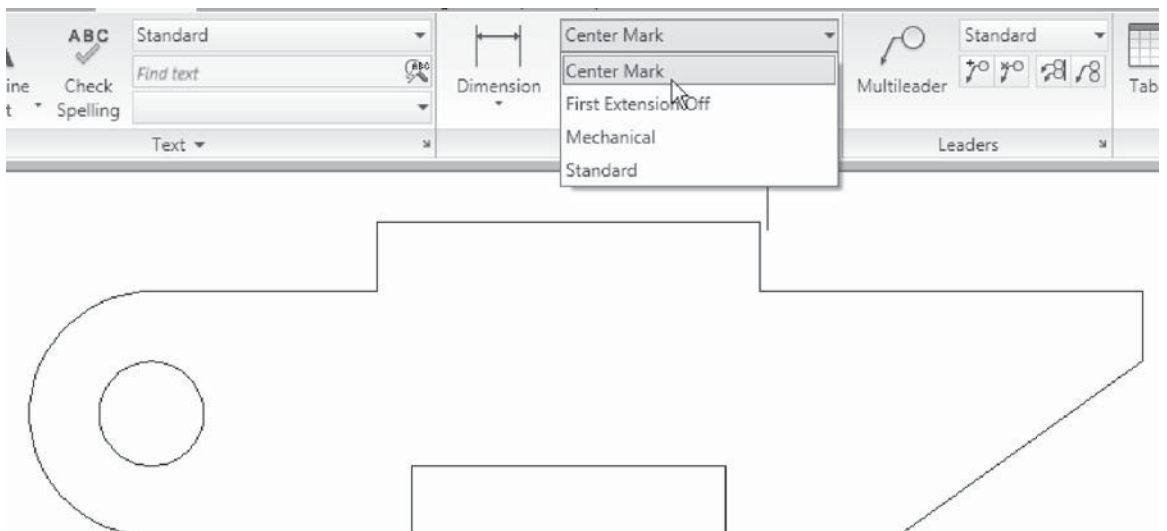 ABC
Standard
Find text
ABC
ine
t
Check
Spelling
Text
Dimension
Center Mark
Center Mark
First Extension Off
Mechanical
Standard
Multileader
Standard
Leaders
Tab